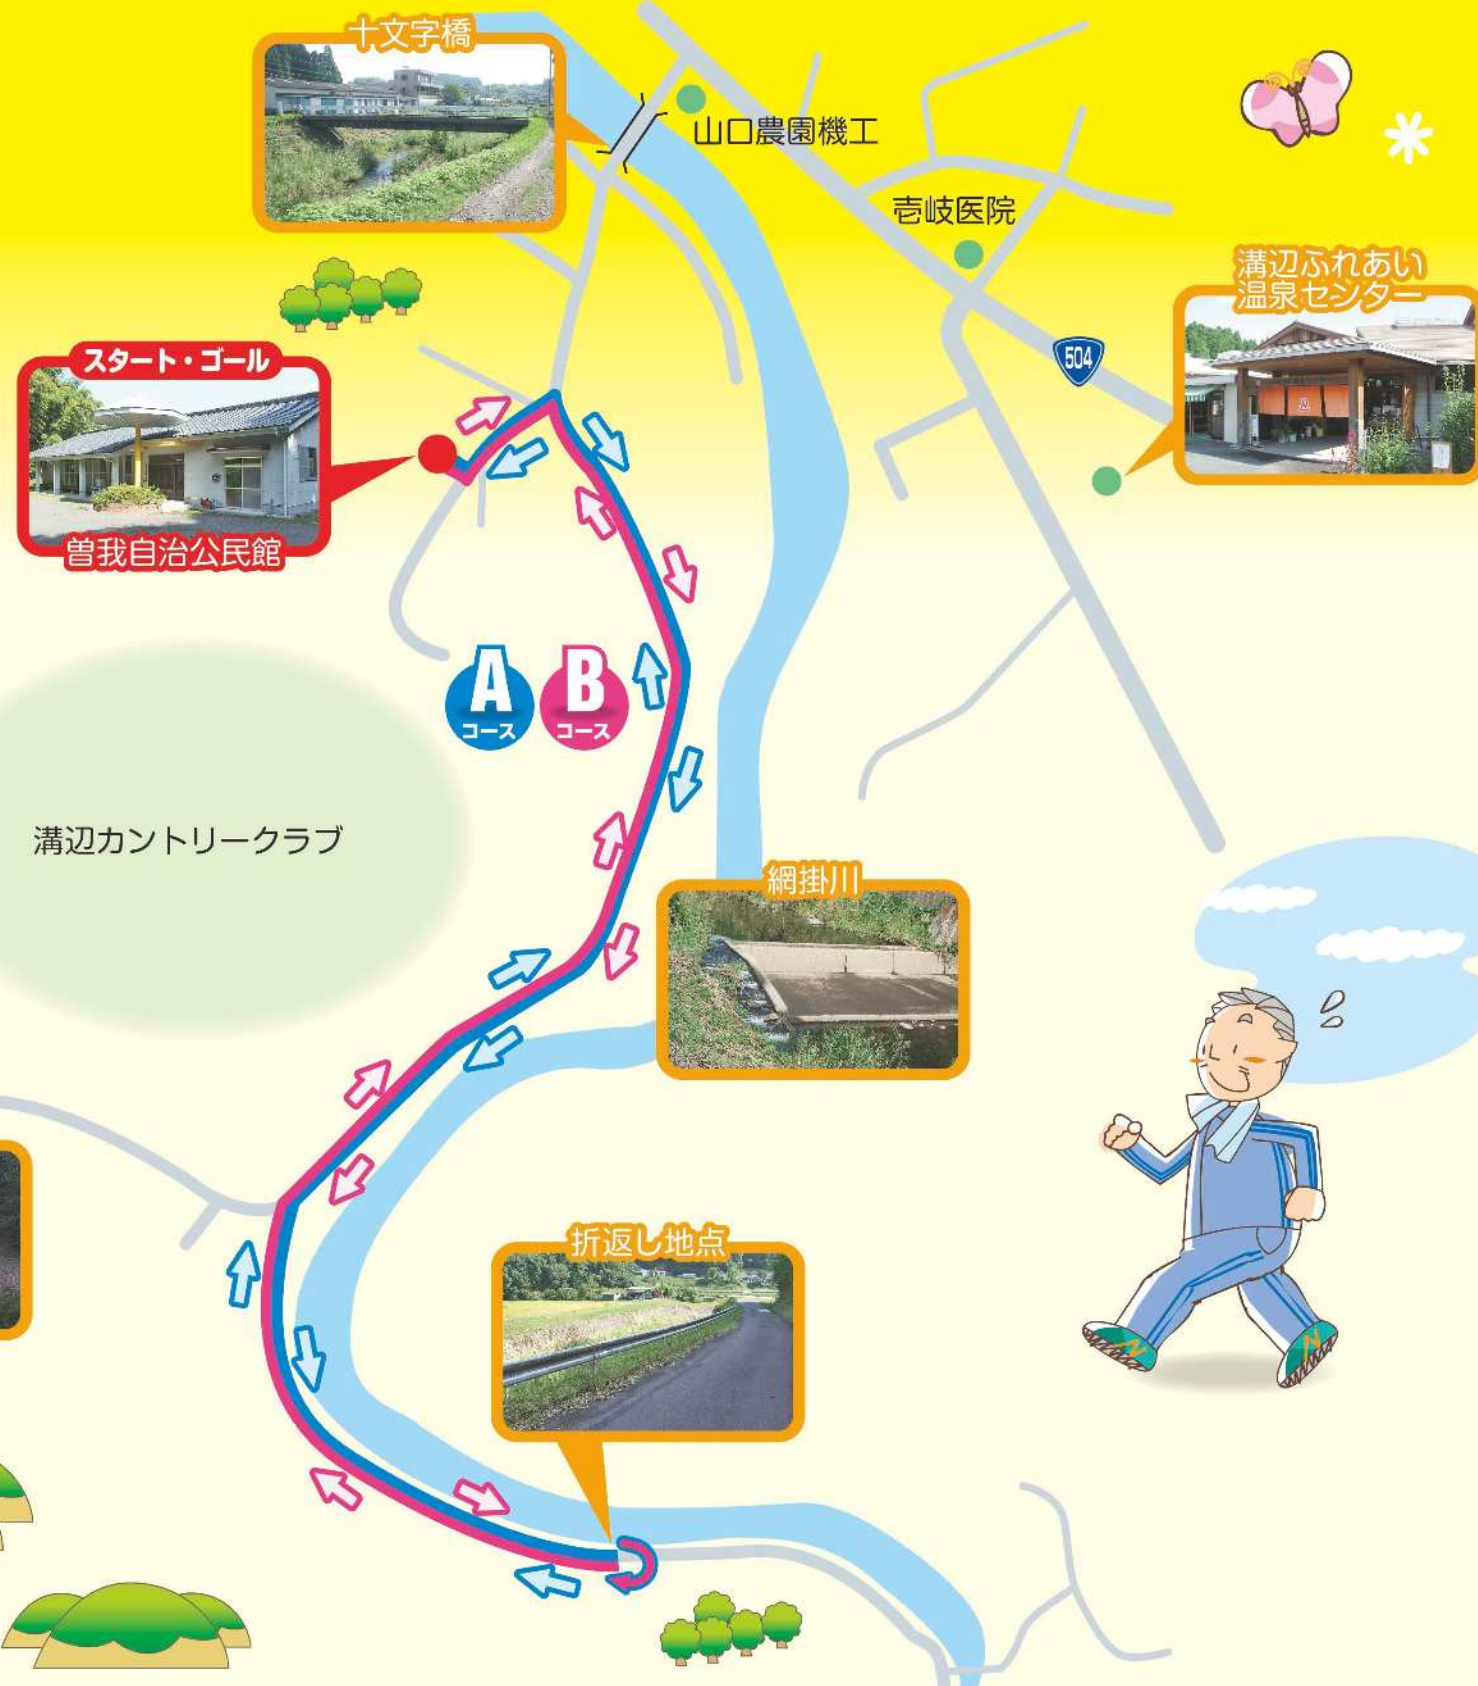 十文字橋
山口農園機工
壱岐医院
溝辺ふれあい
温泉センター
504
スタート・ゴール
曽我自治公民館
A
コース
B
コース
溝辺カントリークラブ
網掛川
折返し地点